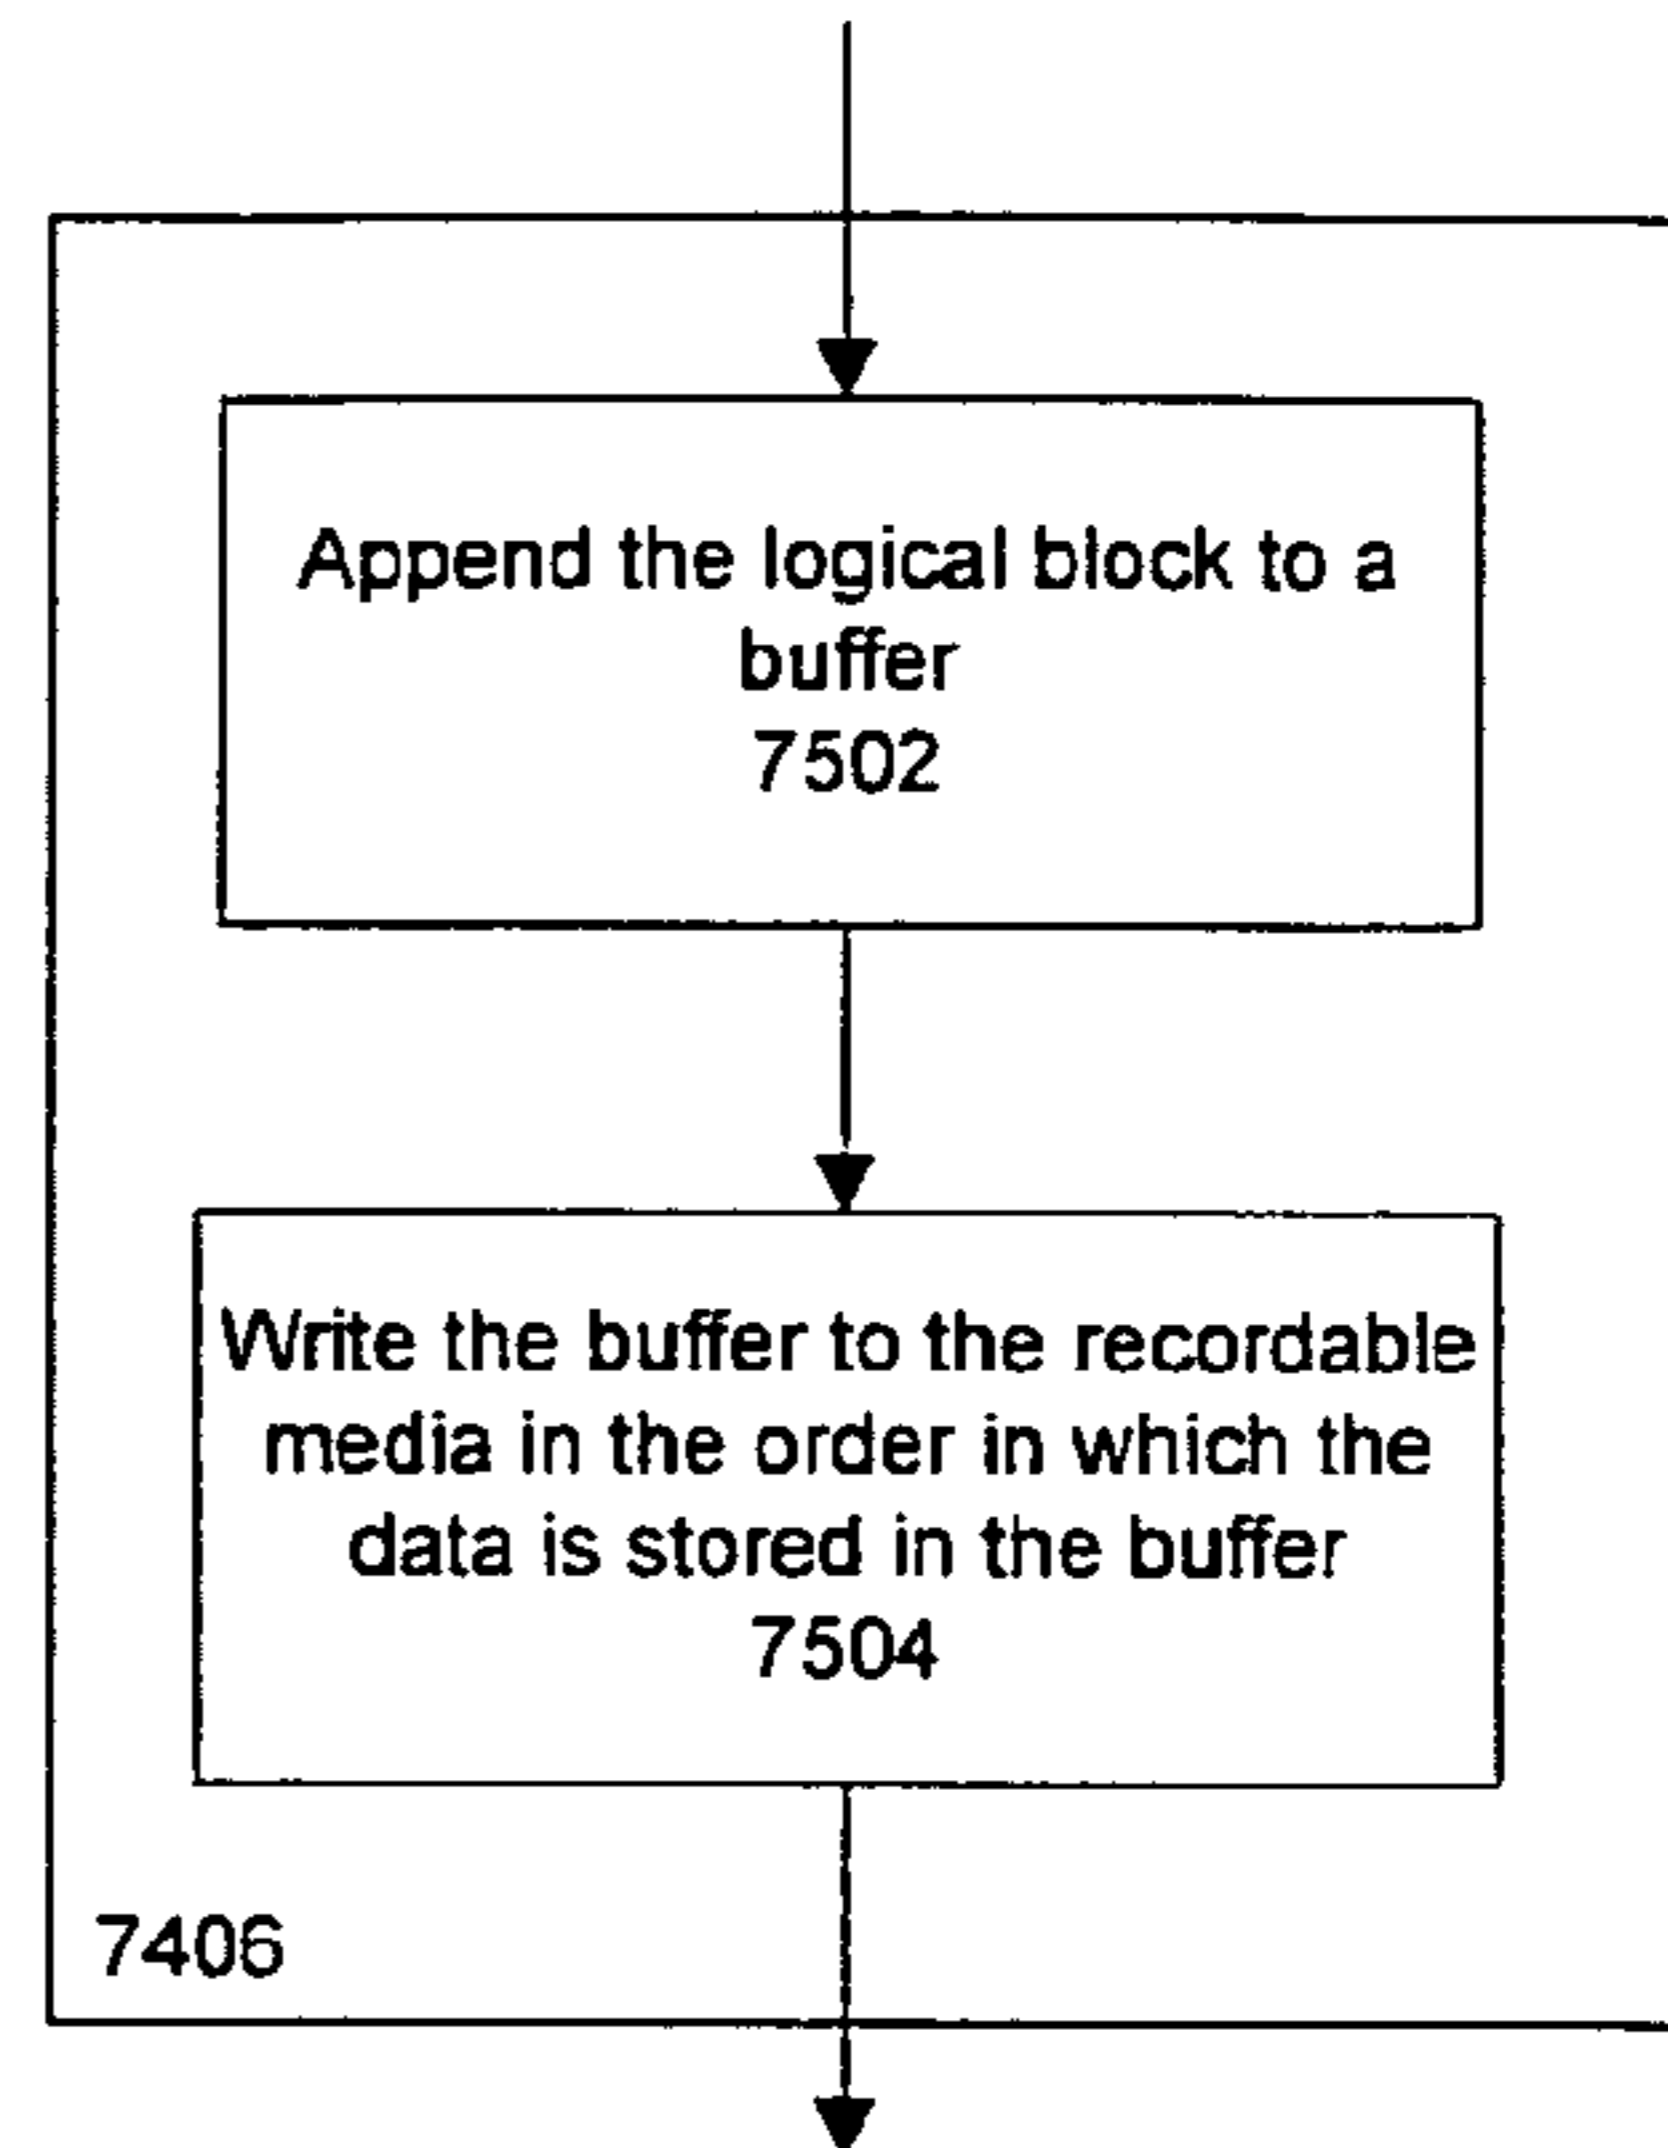 Append the logical block to a
buffer
7502
Write the buffer to the recordable
media in the order in which the
data is stored in the buffer
7504
7406